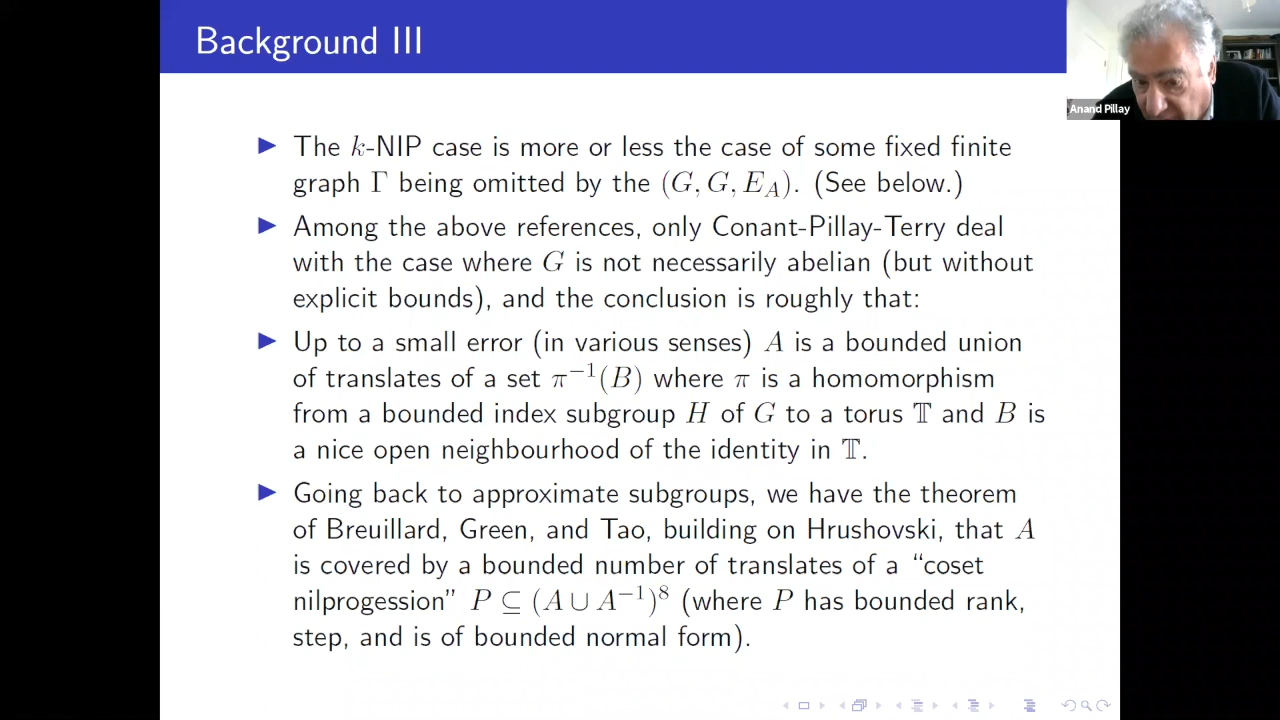 Background III
Anand Pillay
▶ The k-NIP case is more or less the case of some fixed finite
graph Γ being omitted by the (G, G, E_A). (See below.)
▶ Among the above references, only Conant-Pillay-Terry deal
with the case where G is not necessarily abelian (but without
explicit bounds), and the conclusion is roughly that:
▶ Up to a small error (in various senses) A is a bounded union
of translates of a set π⁻¹(B) where π is a homomorphism
from a bounded index subgroup H of G to a torus 𝕋 and B is
a nice open neighbourhood of the identity in 𝕋.
▶ Going back to approximate subgroups, we have the theorem
of Breuillard, Green, and Tao, building on Hrushovski, that A
is covered by a bounded number of translates of a “coset
nilprogession” P ⊆ (A ∪ A⁻¹)⁸ (where P has bounded rank,
step, and is of bounded normal form).